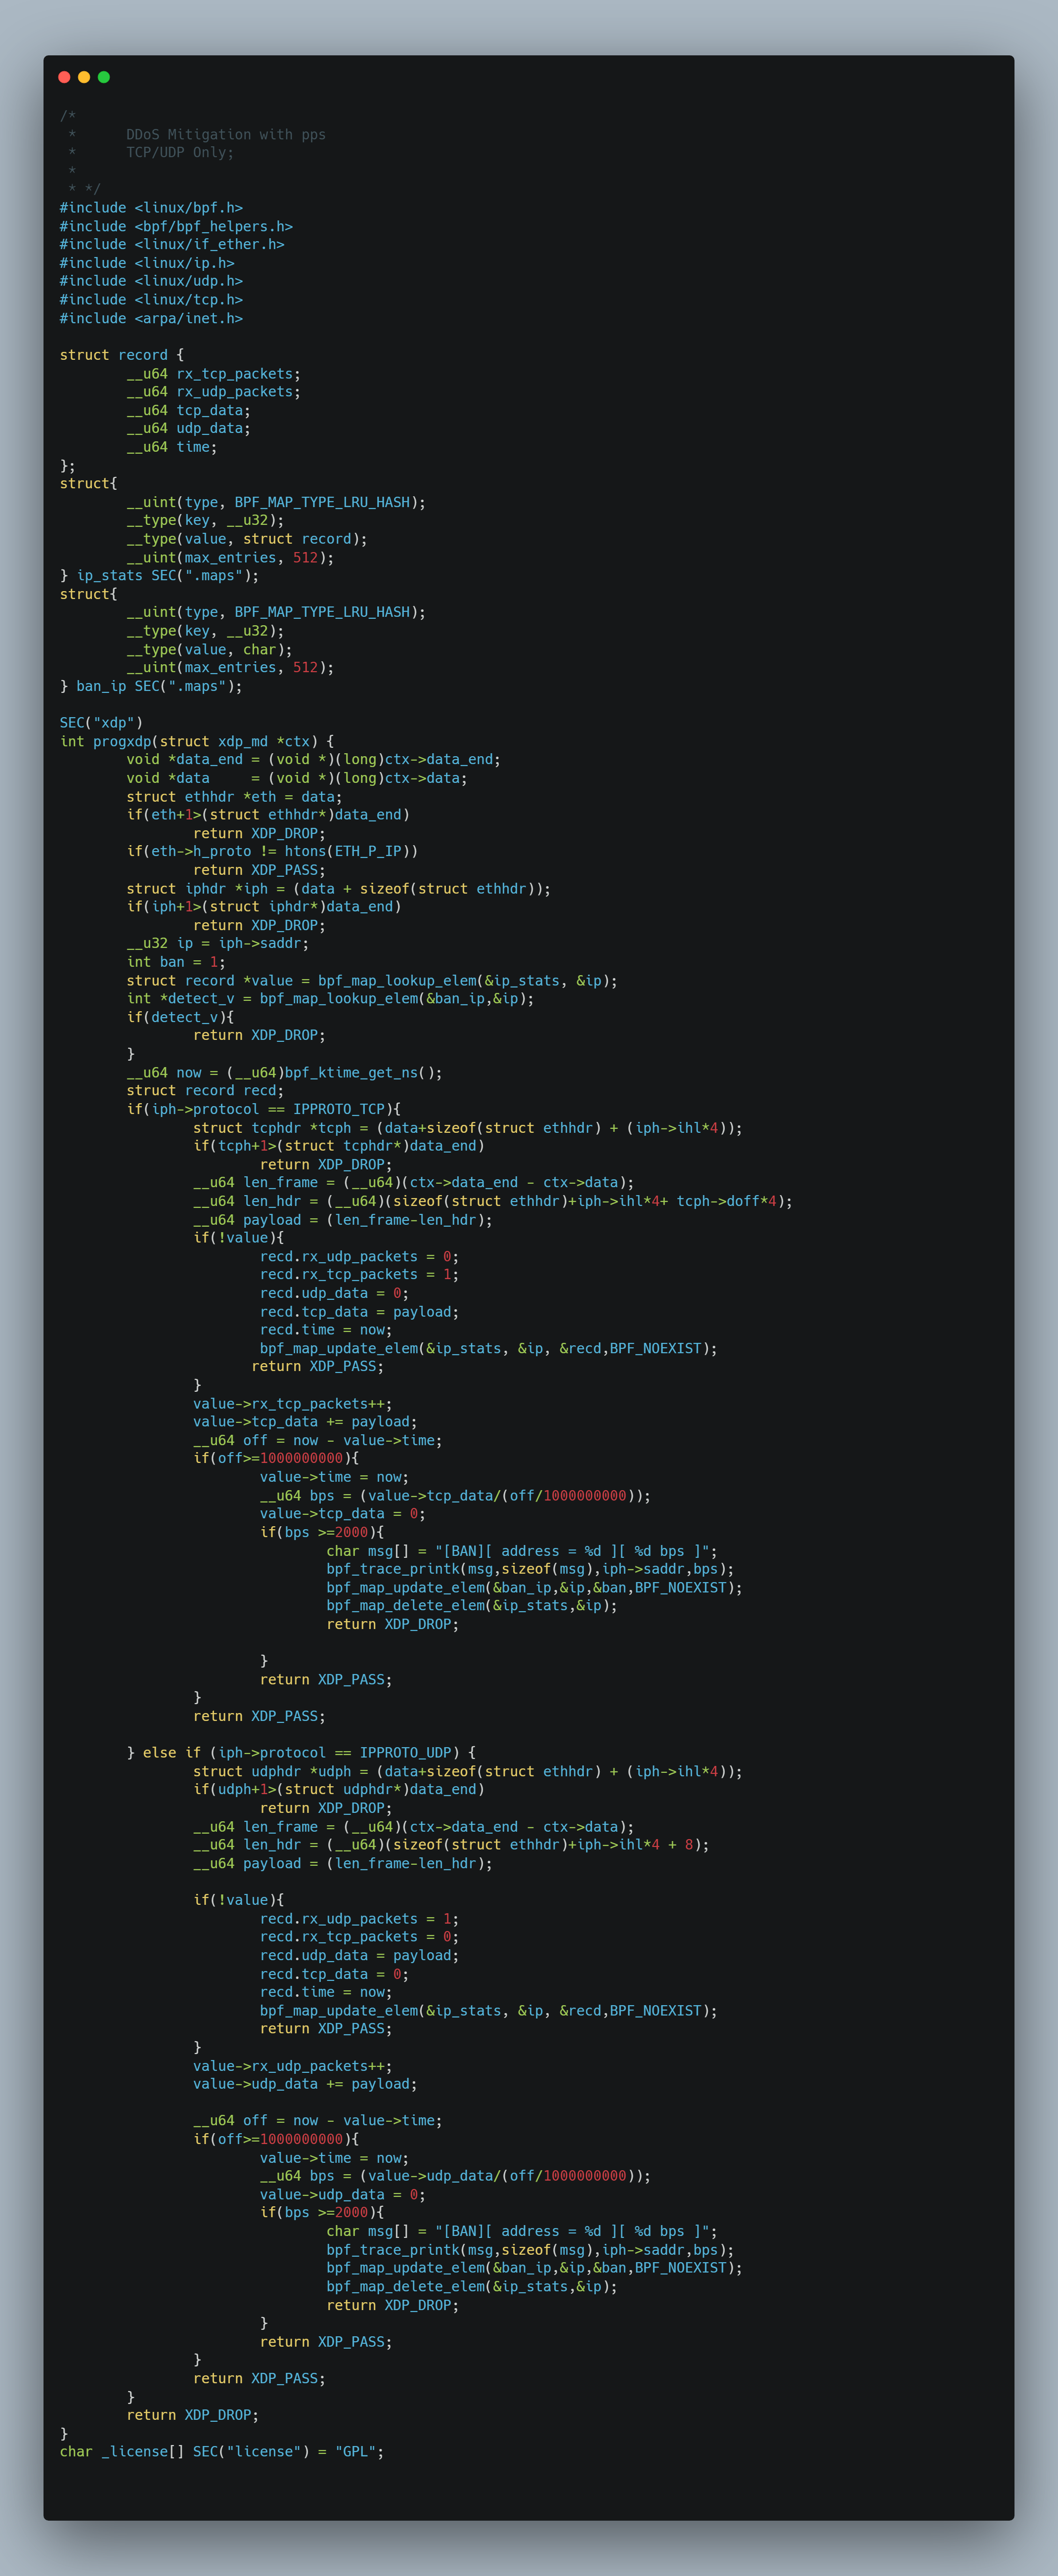 /*
 *      DDoS Mitigation with pps
 *      TCP/UDP Only;
 *
 * */
#include <linux/bpf.h>
#include <bpf/bpf_helpers.h>
#include <linux/if_ether.h>
#include <linux/ip.h>
#include <linux/udp.h>
#include <linux/tcp.h>
#include <arpa/inet.h>

struct record {
        __u64 rx_tcp_packets;
        __u64 rx_udp_packets;
        __u64 tcp_data;
        __u64 udp_data;
        __u64 time;
};
struct{
        __uint(type, BPF_MAP_TYPE_LRU_HASH);
        __type(key, __u32);
        __type(value, struct record);
        __uint(max_entries, 512);
} ip_stats SEC(".maps");
struct{
        __uint(type, BPF_MAP_TYPE_LRU_HASH);
        __type(key, __u32);
        __type(value, char);
        __uint(max_entries, 512);
} ban_ip SEC(".maps");

SEC("xdp")
int progxdp(struct xdp_md *ctx) {
        void *data_end = (void *)(long)ctx->data_end;
        void *data     = (void *)(long)ctx->data;
        struct ethhdr *eth = data;
        if(eth+1>(struct ethhdr*)data_end)
                return XDP_DROP;
        if(eth->h_proto != htons(ETH_P_IP))
                return XDP_PASS;
        struct iphdr *iph = (data + sizeof(struct ethhdr));
        if(iph+1>(struct iphdr*)data_end)
                return XDP_DROP;
        __u32 ip = iph->saddr;
        int ban = 1;
        struct record *value = bpf_map_lookup_elem(&ip_stats, &ip);
        int *detect_v = bpf_map_lookup_elem(&ban_ip,&ip);
        if(detect_v){
                return XDP_DROP;
        }
        __u64 now = (__u64)bpf_ktime_get_ns();
        struct record recd;
        if(iph->protocol == IPPROTO_TCP){
                struct tcphdr *tcph = (data+sizeof(struct ethhdr) + (iph->ihl*4));
                if(tcph+1>(struct tcphdr*)data_end)
                        return XDP_DROP;
                __u64 len_frame = (__u64)(ctx->data_end - ctx->data);
                __u64 len_hdr = (__u64)(sizeof(struct ethhdr)+iph->ihl*4+ tcph->doff*4);
                __u64 payload = (len_frame-len_hdr);
                if(!value){
                        recd.rx_udp_packets = 0;
                        recd.rx_tcp_packets = 1;
                        recd.udp_data = 0;
                        recd.tcp_data = payload;
                        recd.time = now;
                        bpf_map_update_elem(&ip_stats, &ip, &recd,BPF_NOEXIST);
                       return XDP_PASS;
                }
                value->rx_tcp_packets++;
                value->tcp_data += payload;
                __u64 off = now - value->time;
                if(off>=1000000000){
                        value->time = now;
                        __u64 bps = (value->tcp_data/(off/1000000000));
                        value->tcp_data = 0;
                        if(bps >=2000){
                                char msg[] = "[BAN][ address = %d ][ %d bps ]";
                                bpf_trace_printk(msg,sizeof(msg),iph->saddr,bps);
                                bpf_map_update_elem(&ban_ip,&ip,&ban,BPF_NOEXIST);
                                bpf_map_delete_elem(&ip_stats,&ip);
                                return XDP_DROP;

                        }
                        return XDP_PASS;
                }
                return XDP_PASS;

        } else if (iph->protocol == IPPROTO_UDP) {
                struct udphdr *udph = (data+sizeof(struct ethhdr) + (iph->ihl*4));
                if(udph+1>(struct udphdr*)data_end)
                        return XDP_DROP;
                __u64 len_frame = (__u64)(ctx->data_end - ctx->data);
                __u64 len_hdr = (__u64)(sizeof(struct ethhdr)+iph->ihl*4 + 8);
                __u64 payload = (len_frame-len_hdr);

                if(!value){
                        recd.rx_udp_packets = 1;
                        recd.rx_tcp_packets = 0;
                        recd.udp_data = payload;
                        recd.tcp_data = 0;
                        recd.time = now;
                        bpf_map_update_elem(&ip_stats, &ip, &recd,BPF_NOEXIST);
                        return XDP_PASS;
                }
                value->rx_udp_packets++;
                value->udp_data += payload;

                __u64 off = now - value->time;
                if(off>=1000000000){
                        value->time = now;
                        __u64 bps = (value->udp_data/(off/1000000000));
                        value->udp_data = 0;
                        if(bps >=2000){
                                char msg[] = "[BAN][ address = %d ][ %d bps ]";
                                bpf_trace_printk(msg,sizeof(msg),iph->saddr,bps);
                                bpf_map_update_elem(&ban_ip,&ip,&ban,BPF_NOEXIST);
                                bpf_map_delete_elem(&ip_stats,&ip);
                                return XDP_DROP;
                        }
                        return XDP_PASS;
                }
                return XDP_PASS;
        }
        return XDP_DROP;
}
char _license[] SEC("license") = "GPL";